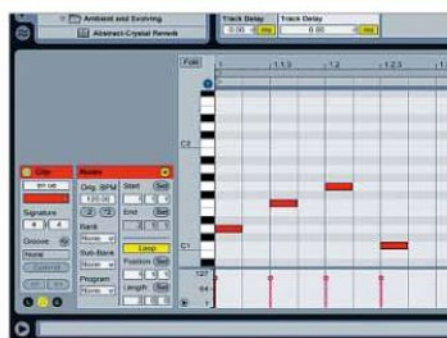 Ambient and Evolving
Abstract-Crystal Reverb
Track Delay
Track Delay
0.00
ms
0.00
ms
Fold
1
1.1.3
1.2
1.2.3
C2
C1
127
64
1
Clip
Signature
4 / 4
Groove
None
Commit
Notes
Orig. BPM
120.00
:2
*2
Bank
None
Sub-Bank
None
Program
None
Start
Set
End
Set
Loop
Position
Set
Length
Set